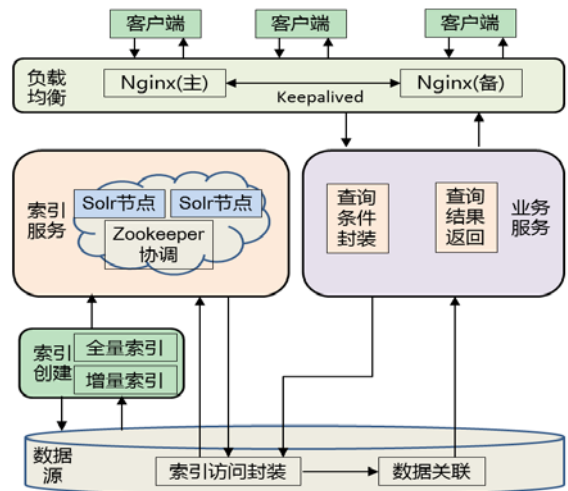 客户端
客户端
客户端
负载
均衡
Nginx(主)
Keepalived
Nginx(备)
索引
服务
Solr节点
Solr节点
Zookeeper
协调
查询
条件
封装
查询
结果
返回
业务
服务
索引
创建
全量索引
增量索引
数据
源
索引访问封装
数据关联